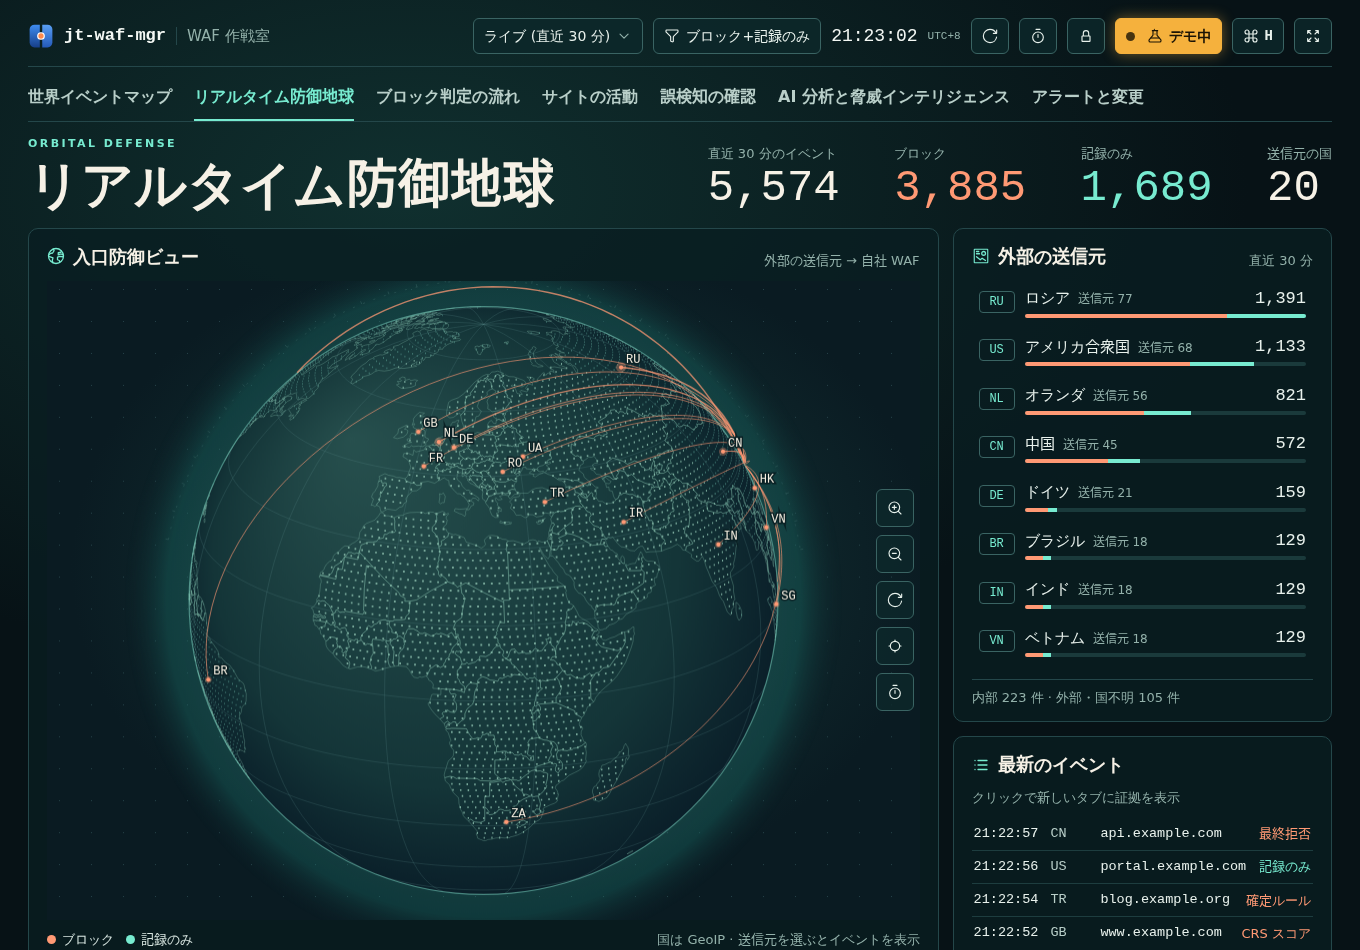 jt-waf-mgr WAF 作戦室 ライブ (直近 30 分) ブロック+記録のみ 21:23:02 UTC+8 デモ中 ⌘ H
世界イベントマップ リアルタイム防御地球 ブロック判定の流れ サイトの活動 誤検知の確認 AI 分析と脅威インテリジェンス アラートと変更
ORBITAL DEFENSE
リアルタイム防御地球
直近 30 分のイベント ブロック 記録のみ 送信元の国
5,574 3,885 1,689 20
入口防御ビュー
外部の送信元 → 自社 WAF
RU
GB
NL
DE
FR
RO
UA
TR
IR
IN
CN
HK
VN
SG
BR
ZA
ブロック 記録のみ
国は GeoIP · 送信元を選ぶとイベントを表示
外部の送信元 直近 30 分
RU ロシア 送信元 77 1,391
US アメリカ合衆国 送信元 68 1,133
NL オランダ 送信元 56 821
CN 中国 送信元 45 572
DE ドイツ 送信元 21 159
BR ブラジル 送信元 18 129
IN インド 送信元 18 129
VN ベトナム 送信元 18 129
内部 223 件 · 外部・国不明 105 件
最新のイベント
クリックで新しいタブに証拠を表示
21:22:57 CN api.example.com 最終拒否
21:22:56 US portal.example.com 記録のみ
21:22:54 TR blog.example.org 確定ルール
21:22:52 GB www.example.com CRS スコア